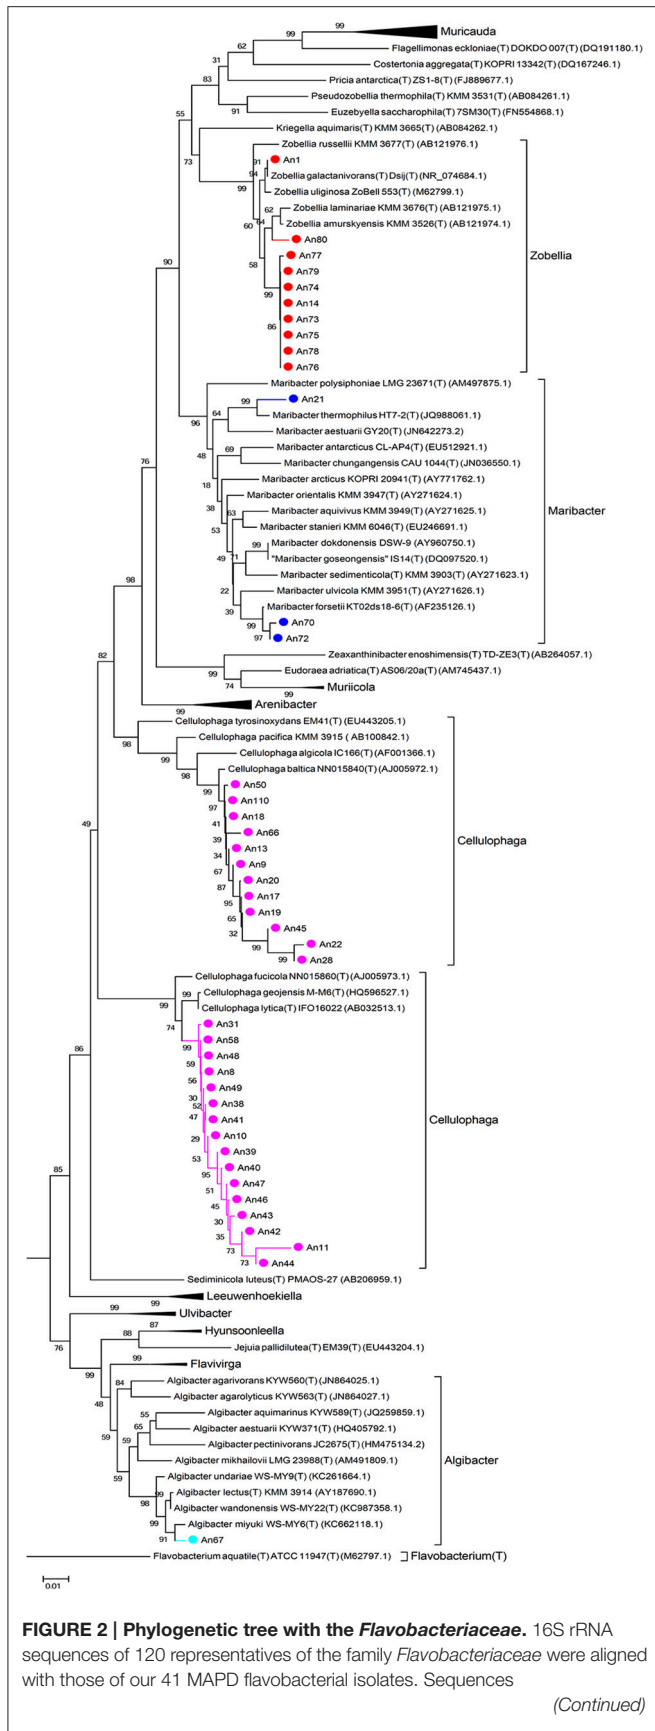 99
Muricauda
62
Flagellimonas eckloniae(T) DOKDO 007(T) (DQ191180.1)
31
Costertonia aggregata(T) KOPRI 13342(T) (DQ167246.1)
83
Pricia antarctica(T) ZS1-8(T) (FJ889677.1)
Pseudozobellia thermophila(T) KMM 3531(T) (AB084261.1)
55
91
Euzebyella saccharophila(T) 7SM30(T) (FN554868.1)
Kriegella aquimaris(T) KMM 3665(T) (AB084262.1)
73
Zobellia russellii KMM 3677(T) (AB121976.1)
91
An1
94
Zobellia galactanivorans(T) Dsij(T) (NR_074684.1)
99
Zobellia uliginosa ZoBell 553(T) (M62799.1)
62
Zobellia laminariae KMM 3676(T) (AB121975.1)
60
64
Zobellia amurskyensis KMM 3526(T) (AB121974.1)
An80
58
An77
Zobellia
90
An79
An74
99
An14
An73
86
An75
An78
An76
Maribacter polysiphoniae LMG 23671(T) (AM497875.1)
99
An21
64
Maribacter thermophilus HT7-2(T) (JQ988061.1)
96
Maribacter aestuarii GY20(T) (JN642273.2)
69
Maribacter antarcticus CL-AP4(T) (EU512921.1)
48
Maribacter chungangensis CAU 1044(T) (JN036550.1)
76
Maribacter arcticus KOPRI 20941(T) (AY771762.1)
18
Maribacter orientalis KMM 3947(T) (AY271624.1)
38
63
Maribacter aquivivus KMM 3949(T) (AY271625.1)
Maribacter
53
Maribacter stanieri KMM 6046(T) (EU246691.1)
99
Maribacter dokdonensis DSW-9 (AY960750.1)
49
71
"Maribacter goseongensis" IS14(T) (DQ097520.1)
Maribacter sedimenticola(T) KMM 3903(T) (AY271623.1)
98
22
Maribacter ulvicola KMM 3951(T) (AY271626.1)
39
Maribacter forsetii KT02ds18-6(T) (AF235126.1)
99
An70
97
An72
Zeaxanthinibacter enoshimensis(T) TD-ZE3(T) (AB264057.1)
82
99
Eudoraea adriatica(T) AS06/20a(T) (AM745437.1)
74
99
Muriicola
99
Arenibacter
Cellulophaga tyrosinoxydans EM41(T) (EU443205.1)
98
Cellulophaga pacifica KMM 3915 ( AB100842.1)
99
Cellulophaga algicola IC166(T) (AF001366.1)
98
Cellulophaga baltica NN015840(T) (AJ005972.1)
99
An50
97
An110
49
41
An18
39
An66
34
An13
Cellulophaga
67
An9
87
An20
95
An17
65
An19
32
An45
99
An22
99
An28
Cellulophaga fucicola NN015860(T) (AJ005973.1)
99
99
Cellulophaga geojensis M-M6(T) (HQ596527.1)
74
Cellulophaga lytica(T) IFO16022 (AB032513.1)
An31
99
An58
86
59
An48
56
An8
30
An49
52
An38
47
An41
Cellulophaga
29
An10
53
An39
95
An40
51
An47
85
45
An46
30
An43
35
An42
73
An11
73
An44
Sediminicola luteus(T) PMAOS-27 (AB206959.1)
99
Leeuwenhoekiella
99
Ulvibacter
87
88
Hyunsoonleella
76
Jejuia pallidilutea(T) EM39(T) (EU443204.1)
99
99
Flavivirga
84
Algibacter agarivorans KYW560(T) (JN864025.1)
48
Algibacter agarolyticus KYW563(T) (JN864027.1)
55
Algibacter aquimarinus KYW589(T) (JQ259859.1)
65
Algibacter aestuarii KYW371(T) (HQ405792.1)
59
59
Algibacter pectinivorans JC2675(T) (HM475134.2)
Algibacter
59
Algibacter mikhailovii LMG 23988(T) (AM491809.1)
Algibacter undariae WS-MY9(T) (KC261664.1)
99
Algibacter lectus(T) KMM 3914 (AY187690.1)
98
Algibacter wandonensis WS-MY22(T) (KC987358.1)
99
Algibacter miyuki WS-MY6(T) (KC662118.1)
91
An67
Flavobacterium aquatile(T) ATCC 11947(T) (M62797.1)
Flavobacterium(T)
0.01
FIGURE 2 | Phylogenetic tree with the Flavobacteriaceae. 16S rRNA
sequences of 120 representatives of the family Flavobacteriaceae were aligned
with those of our 41 MAPD flavobacterial isolates. Sequences
(Continued)